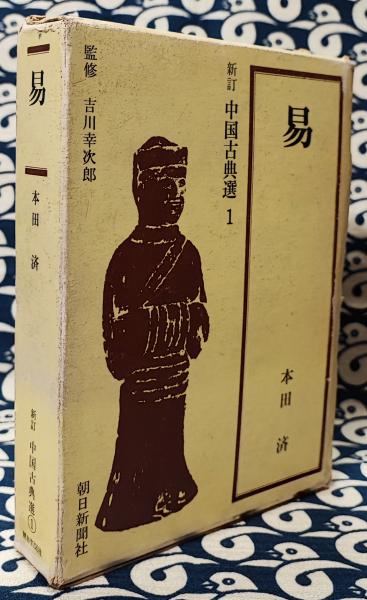 易
本田 済
新訂 中国古典選 1
監修 吉川幸次郎
朝日新聞社
易
本田 済
新訂 中国古典選 1